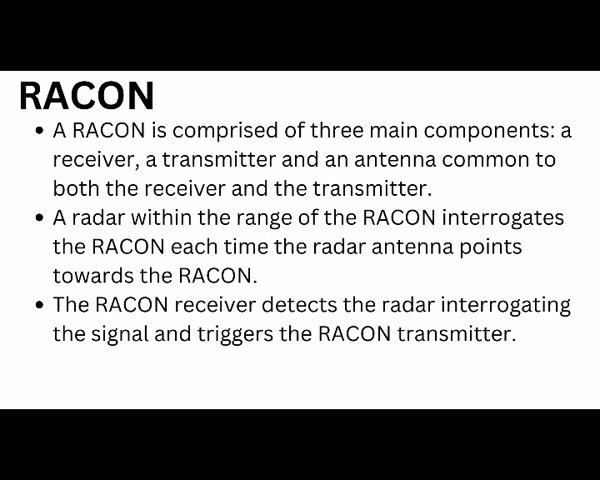 RACON
• A RACON is comprised of three main components: a
receiver, a transmitter and an antenna common to
both the receiver and the transmitter.
• A radar within the range of the RACON interrogates
the RACON each time the radar antenna points
towards the RACON.
• The RACON receiver detects the radar interrogating
the signal and triggers the RACON transmitter.